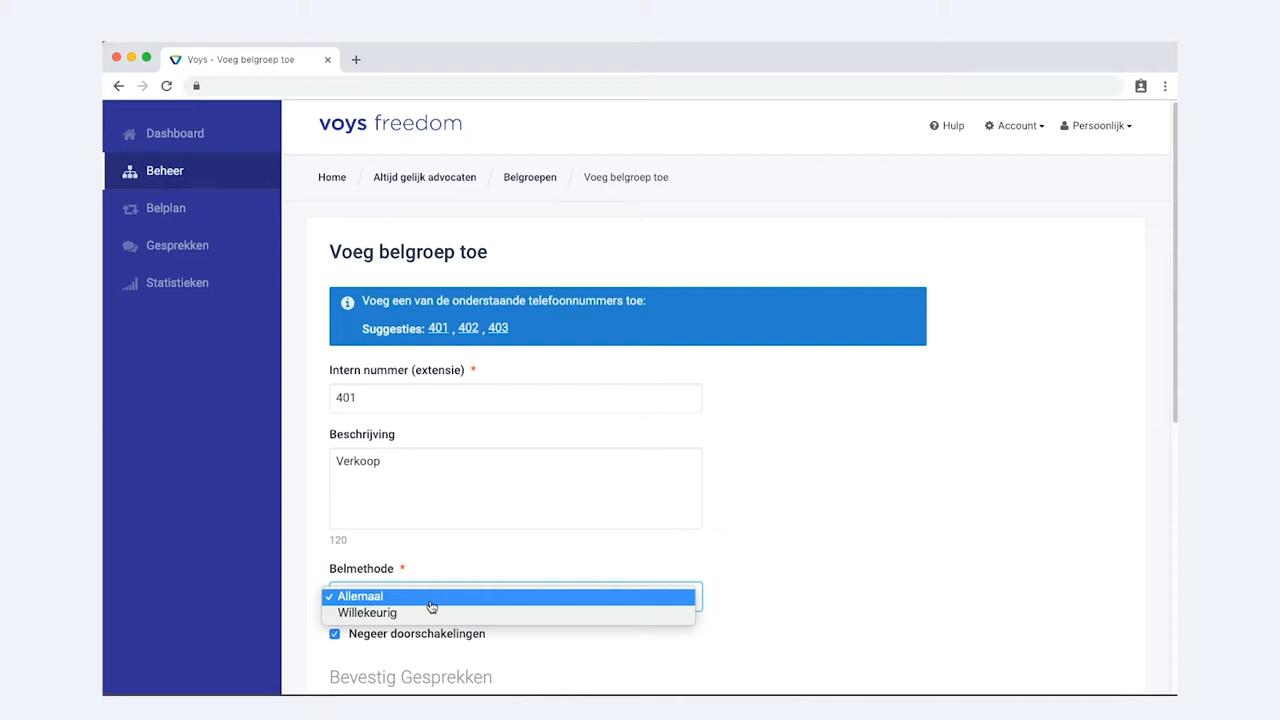 Voys - Voeg belgroep toe
voys freedom
Hulp
Account
Persoonlijk
Dashboard
Beheer
Belplan
Gesprekken
Statistieken
Home
Altijd gelijk advocaten
Belgroepen
Voeg belgroep toe
Voeg belgroep toe
Voeg een van de onderstaande telefoonnummers toe:
Suggesties: 401 , 402 , 403
Intern nummer (extensie) *
401
Beschrijving
Verkoop
120
Belmethode *
Allemaal
Willekeurig
Negeer doorschakelingen
Bevestig Gesprekken